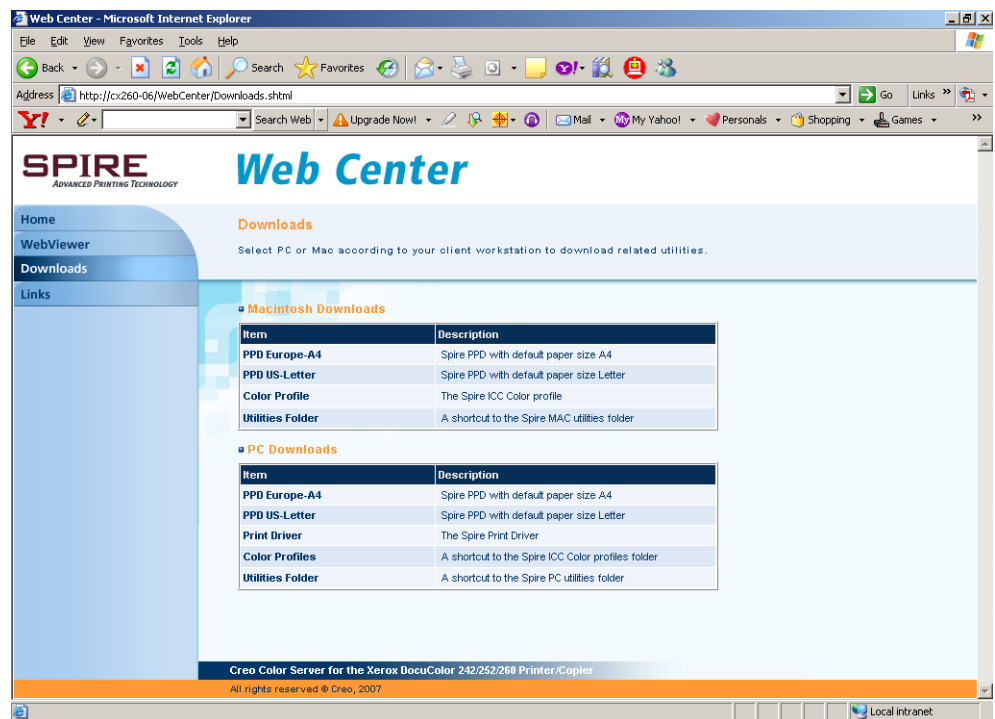 Web Center - Microsoft Internet Explorer
File Edit View Favorites Tools Help
Back Search Favorites
Address http://cx260-06/WebCenter/Downloads.shtml Go Links »
Y! Search Web Upgrade Now! Mail My My Yahoo! Personals Shopping Games »
SPIRE
ADVANCED PRINTING TECHNOLOGY
Web Center
Home
WebViewer
Downloads
Links
Downloads
Select PC or Mac according to your client workstation to download related utilities.
Macintosh Downloads
Item Description
PPD Europe-A4 Spire PPD with default paper size A4
PPD US-Letter Spire PPD with default paper size Letter
Color Profile The Spire ICC Color profile
Utilities Folder A shortcut to the Spire MAC utilities folder
PC Downloads
Item Description
PPD Europe-A4 Spire PPD with default paper size A4
PPD US-Letter Spire PPD with default paper size Letter
Print Driver The Spire Print Driver
Color Profiles A shortcut to the Spire ICC Color profiles folder
Utilities Folder A shortcut to the Spire PC utilities folder
Creo Color Server for the Xerox DocuColor 242/252/260 Printer/Copier
All rights reserved © Creo, 2007
Local intranet